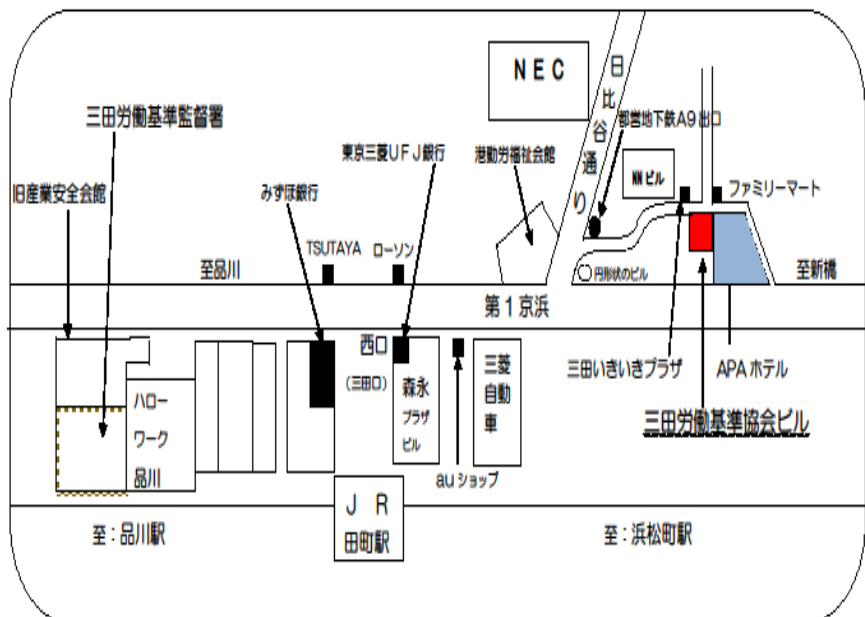 NEC
日比谷通り
三田労働基準監督署
都営地下鉄A9出口
東京三菱UFJ銀行
港勤労福祉会館
旧産業安全会館
みずほ銀行
NNビル
ファミリーマート
TSUTAYA
ローソン
至品川
円形状のビル
至新橋
第1京浜
西口
(三田口)
三田いきいきプラザ
APAホテル
三菱
自動
車
森永
プラザ
ビル
ハロー
ワーク
品川
三田労働基準協会ビル
auショップ
JR
田町駅
至:品川駅
至:浜松町駅